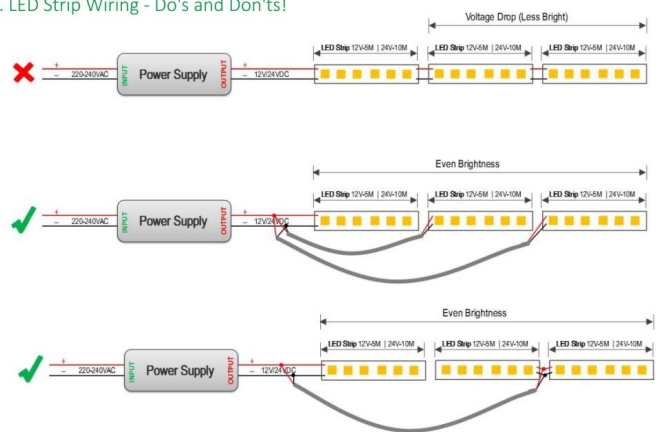 . LED Strip Wiring - Do's and Don'ts!
Voltage Drop (Less Bright)
LED Strip 12V-5M | 24V-10M
LED Strip 12V-5M | 24V-10M
LED Strip 12V-5M | 24V-10M
+
– 220-240VAC
INPUT
Power Supply
OUTPUT
+
– 12V/24VDC
Even Brightness
LED Strip 12V-5M | 24V-10M
LED Strip 12V-5M | 24V-10M
LED Strip 12V-5M | 24V-10M
+
– 220-240VAC
INPUT
Power Supply
OUTPUT
+
– 12V/24VDC
Even Brightness
LED Strip 12V-5M | 24V-10M
LED Strip 12V-5M | 24V-10M
LED Strip 12V-5M | 24V-10M
+
– 220-240VAC
INPUT
Power Supply
OUTPUT
+
– 12V/24VDC